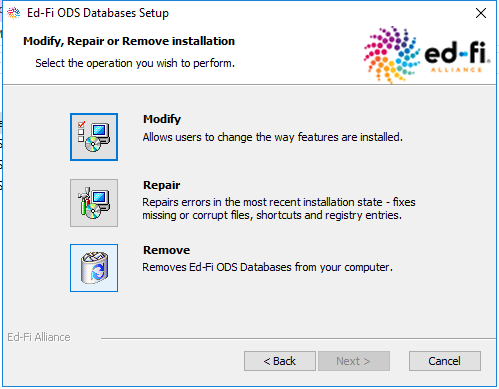 Ed-Fi ODS Databases Setup
Modify, Repair or Remove installation
Select the operation you wish to perform.
ed-fi
ALLIANCE
Modify
Allows users to change the way features are installed.
Repair
Repairs errors in the most recent installation state - fixes
missing or corrupt files, shortcuts and registry entries.
Remove
Removes Ed-Fi ODS Databases from your computer.
Ed-Fi Alliance
< Back
Next >
Cancel